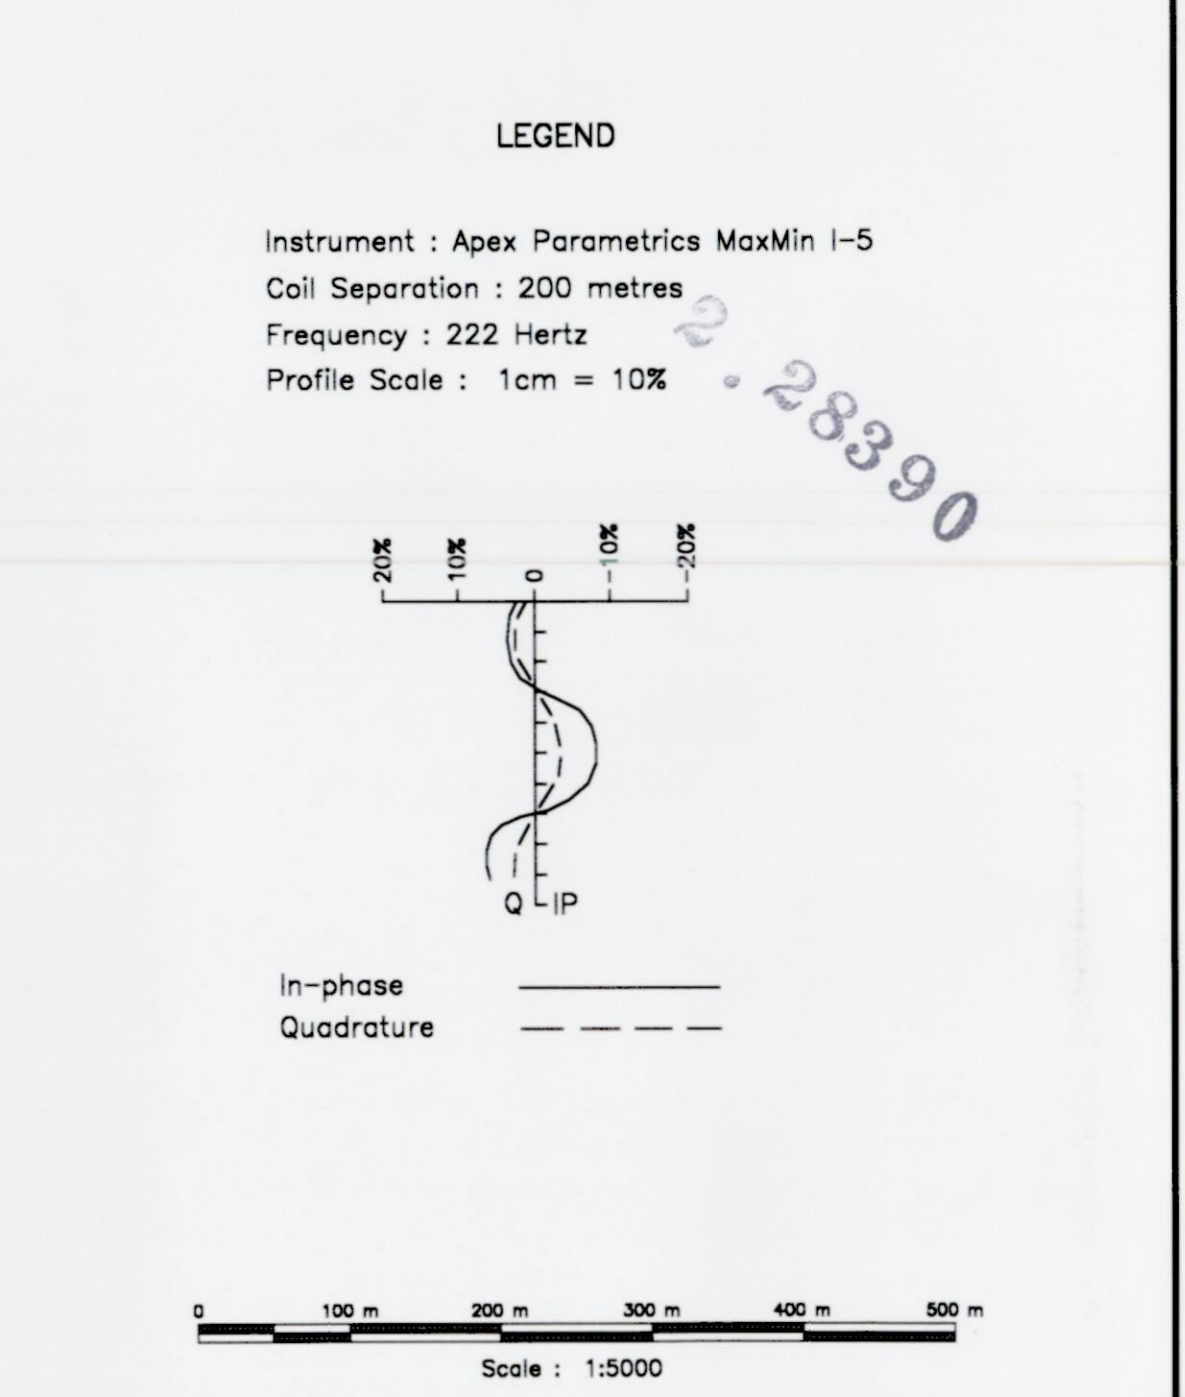 LEGEND
Instrument : Apex Parametrics MaxMin I-5
Coil Separation : 200 metres
Frequency : 222 Hertz
Profile Scale : 1cm = 10%
2.28390
20% 10% 0 -10% -20%
Q IP
In-phase
Quadrature
0 100 m 200 m 300 m 400 m 500 m
Scale : 1:5000